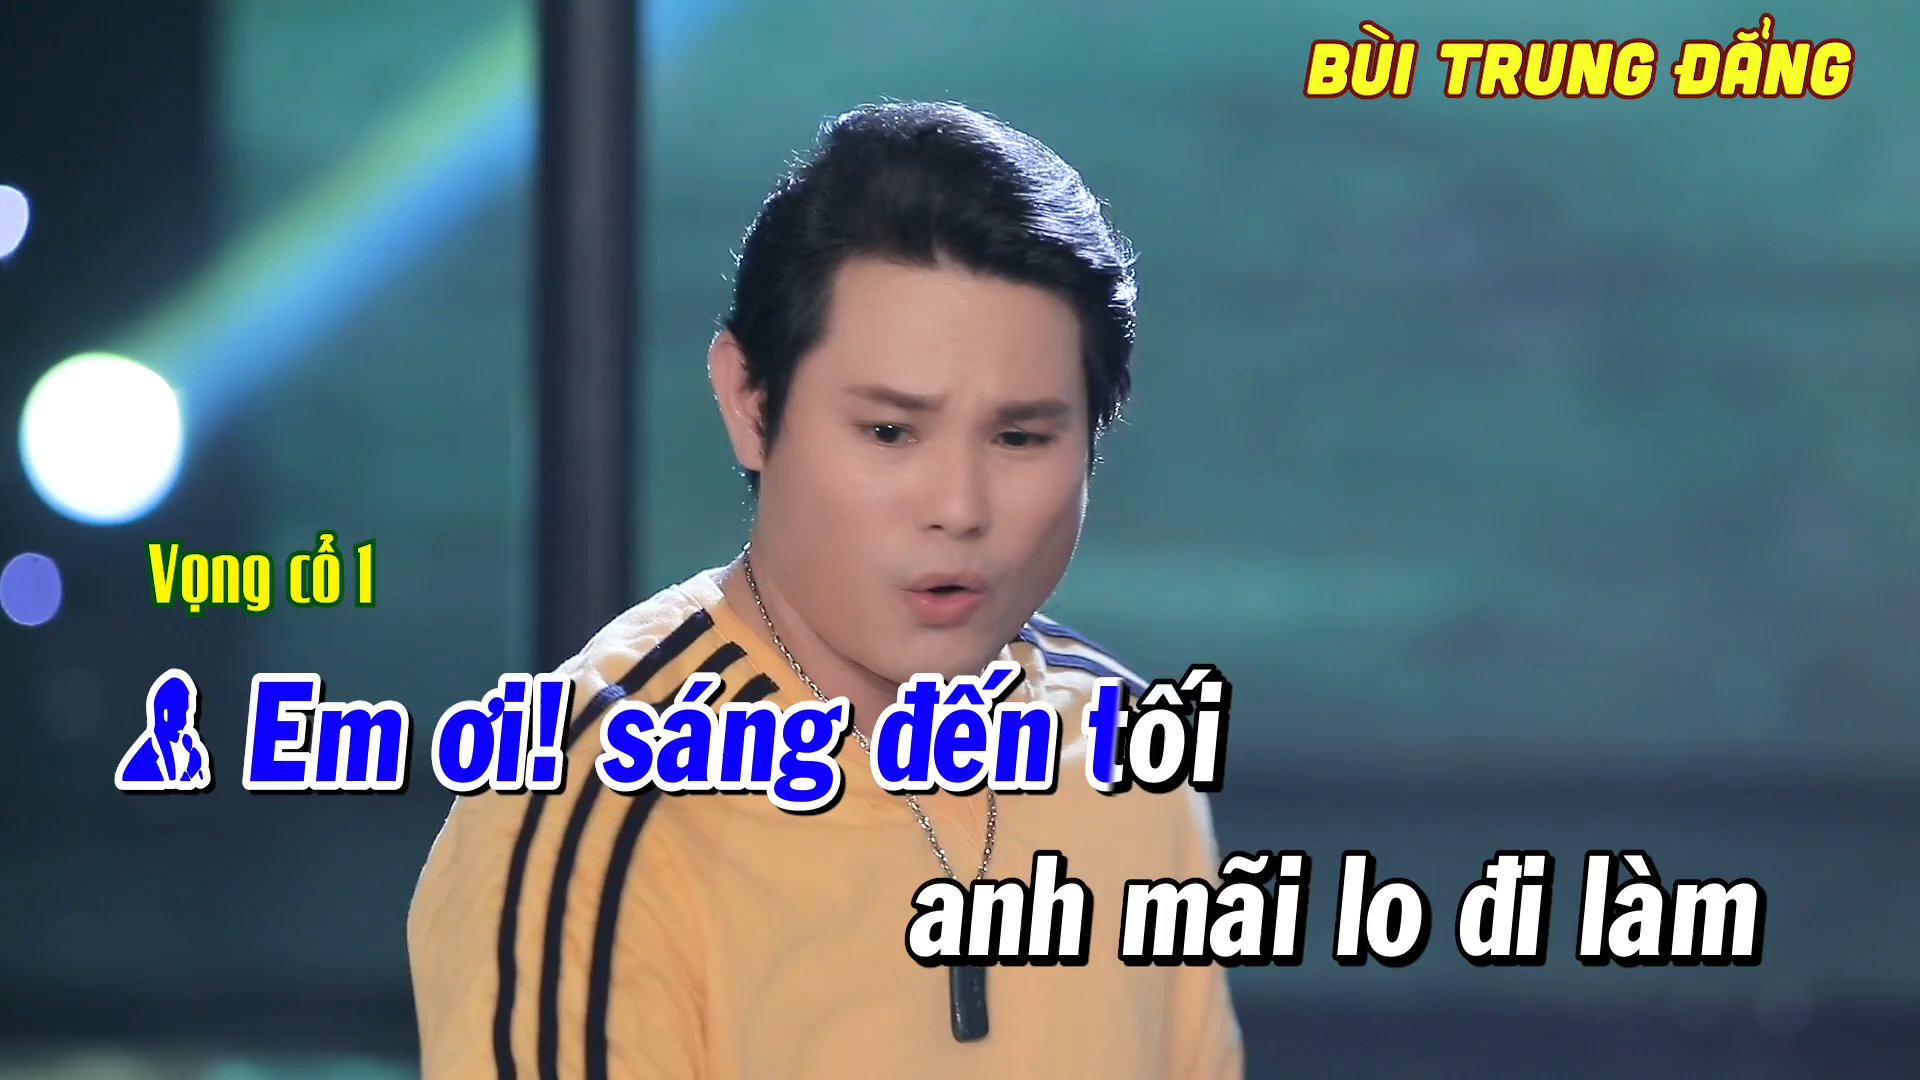 BÙI TRUNG ĐẲNG
Vọng cổ 1
Em ơi! sáng đến tối
anh mãi lo đi làm